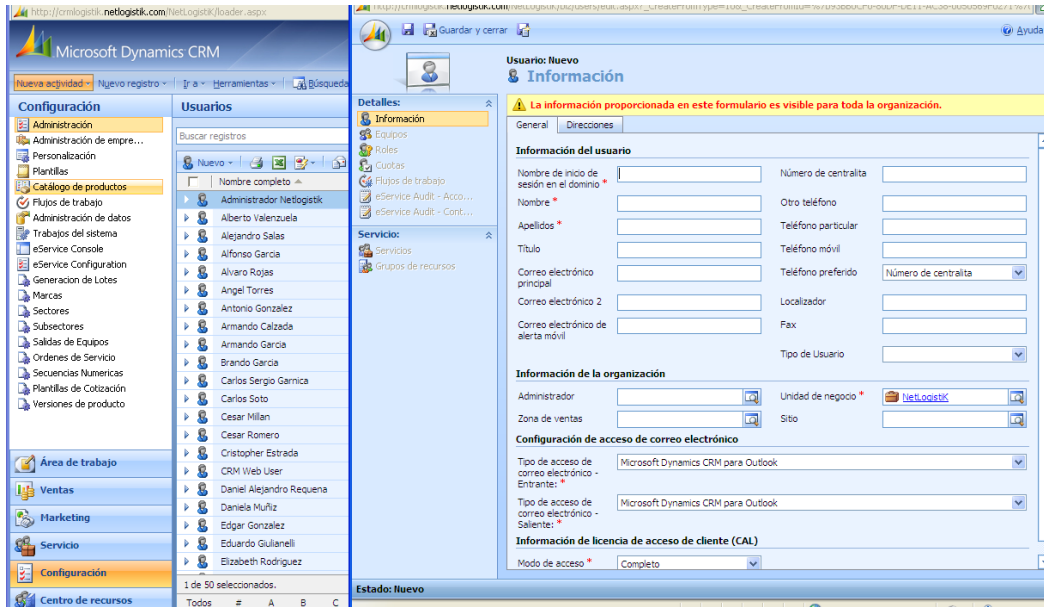 http://crmlogistik.netlogistik.com/NetLogistiK/loader.aspx
Microsoft Dynamics CRM
Nueva actividad Nuevo registro Ir a Herramientas Búsqueda
Configuración
Administración
Administración de empre...
Personalización
Plantillas
Catálogo de productos
Flujos de trabajo
Administración de datos
Trabajos del sistema
eService Console
eService Configuration
Generacion de Lotes
Marcas
Sectores
Subsectores
Salidas de Equipos
Ordenes de Servicio
Secuencias Numericas
Plantillas de Cotización
Versiones de producto
Área de trabajo
Ventas
Marketing
Servicio
Configuración
Centro de recursos
Usuarios
Buscar registros
Nuevo
Nombre completo
Administrador Netlogistik
Alberto Valenzuela
Alejandro Salas
Alfonso Garcia
Alvaro Rojas
Angel Torres
Antonio Gonzalez
Armando Calzada
Armando Garcia
Brando Garcia
Carlos Sergio Garnica
Carlos Soto
Cesar Millan
Cesar Romero
Cristopher Estrada
CRM Web User
Daniel Alejandro Requena
Daniela Muñiz
Edgar Gonzalez
Eduardo Giulianelli
Elizabeth Rodriguez
1 de 50 seleccionados.
Todos # A B C
Guardar y cerrar
Ayuda
Usuario: Nuevo
Información
Detalles:
Información
Equipos
Roles
Cuotas
Flujos de trabajo
eService Audit - Acco...
eService Audit - Cont...
Servicio:
Servicios
Grupos de recursos
La información proporcionada en este formulario es visible para toda la organización.
General Direcciones
Información del usuario
Nombre de inicio de
sesión en el dominio *
Número de centralita
Nombre *
Otro teléfono
Apellidos *
Teléfono particular
Título
Teléfono móvil
Correo electrónico
principal
Teléfono preferido Número de centralita
Correo electrónico 2
Localizador
Correo electrónico de
alerta móvil
Fax
Tipo de Usuario
Información de la organización
Administrador
Unidad de negocio * NetLogistiK
Zona de ventas
Sitio
Configuración de acceso de correo electrónico
Tipo de acceso de
correo electrónico -
Entrante: *
Microsoft Dynamics CRM para Outlook
Tipo de acceso de
correo electrónico -
Saliente: *
Microsoft Dynamics CRM para Outlook
Información de licencia de acceso de cliente (CAL)
Modo de acceso * Completo
Estado: Nuevo